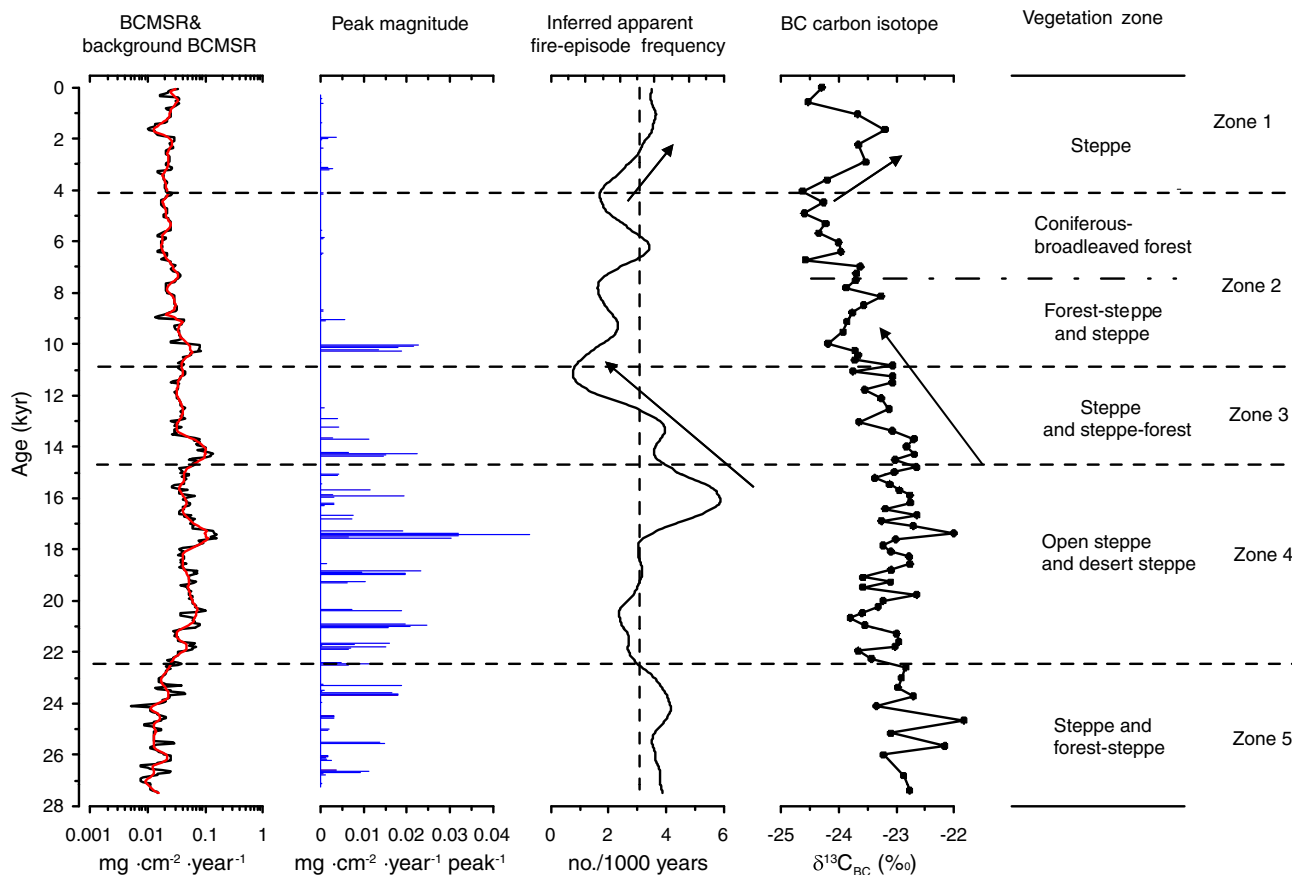 BCMSR&
background BCMSR
Peak magnitude
Inferred apparent
fire-episode frequency
BC carbon isotope
Vegetation zone
0
2
4
6
8
10
12
14
16
18
20
22
24
26
28
Age (kyr)
Steppe
Zone 1
Coniferous-
broadleaved forest
Zone 2
Forest-steppe
and steppe
Steppe
and steppe-forest
Zone 3
Open steppe
and desert steppe
Zone 4
Steppe and
forest-steppe
Zone 5
0.001 0.01 0.1 1
0 0.01 0.02 0.03 0.04
0 2 4 6
-25 -24 -23 -22
mg ·cm⁻² ·year⁻¹
mg ·cm⁻² ·year⁻¹ peak⁻¹
no./1000 years
δ¹³C_BC (‰)